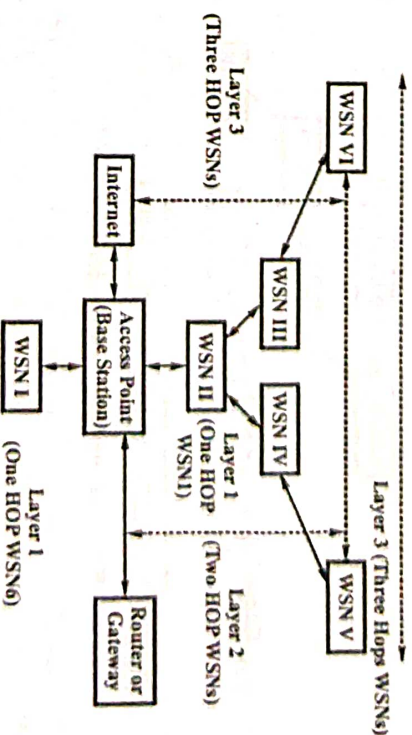 Layer 3 (Three Hops WSNs)
WSN VI
WSN V
Layer 3
(Three HOP WSNs)
WSN III
WSN IV
Layer 2
(Two HOP WSNs)
WSN II
Layer 1
(One HOP
WSN1)
Internet
Access Point
(Base Station)
Router or
Gateway
WSN I
Layer 1
(One HOP WSN6)